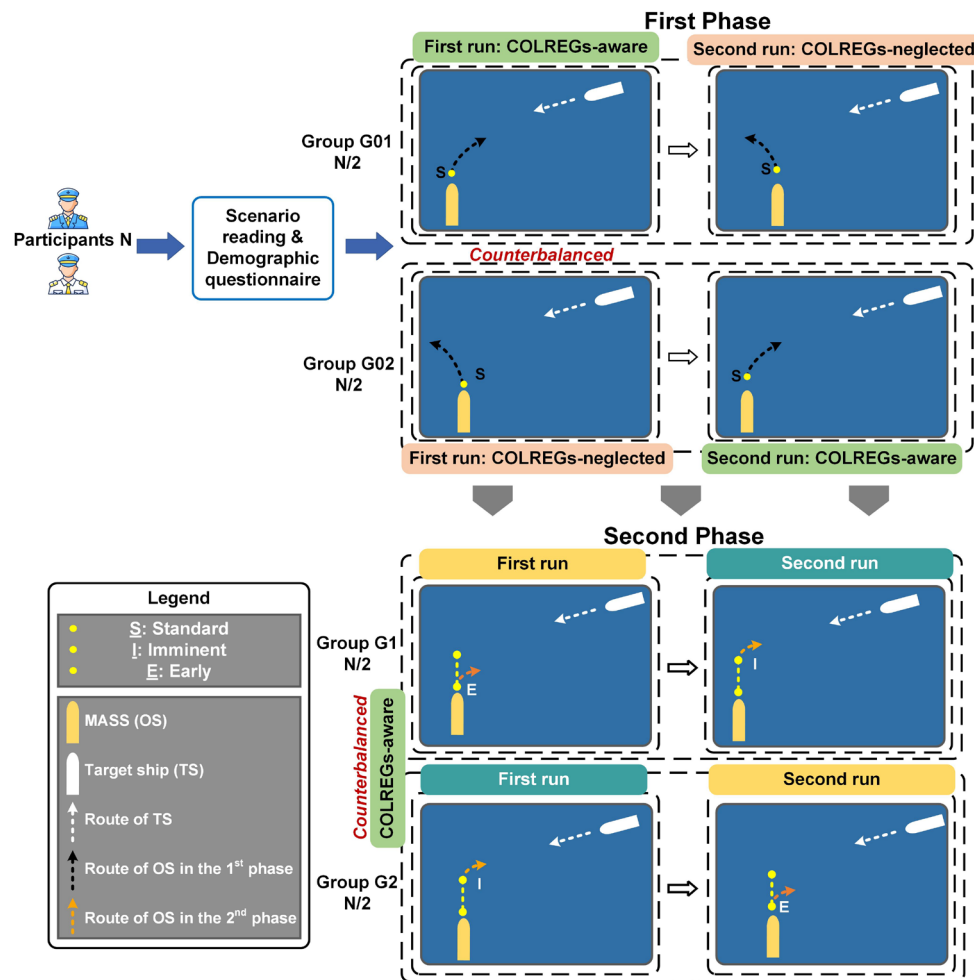 First Phase
First run: COLREGs-aware
Second run: COLREGs-neglected
Group G01
N/2
S
S
Participants N
Scenario
reading &
Demographic
questionnaire
Counterbalanced
Group G02
N/2
S
S
First run: COLREGs-neglected
Second run: COLREGs-aware
Second Phase
First run
Second run
Group G1
N/2
E
I
Counterbalanced
COLREGs-aware
First run
Second run
Group G2
N/2
I
E
Legend
S: Standard
I: Imminent
E: Early
MASS (OS)
Target ship (TS)
Route of TS
Route of OS in the 1st phase
Route of OS in the 2nd phase